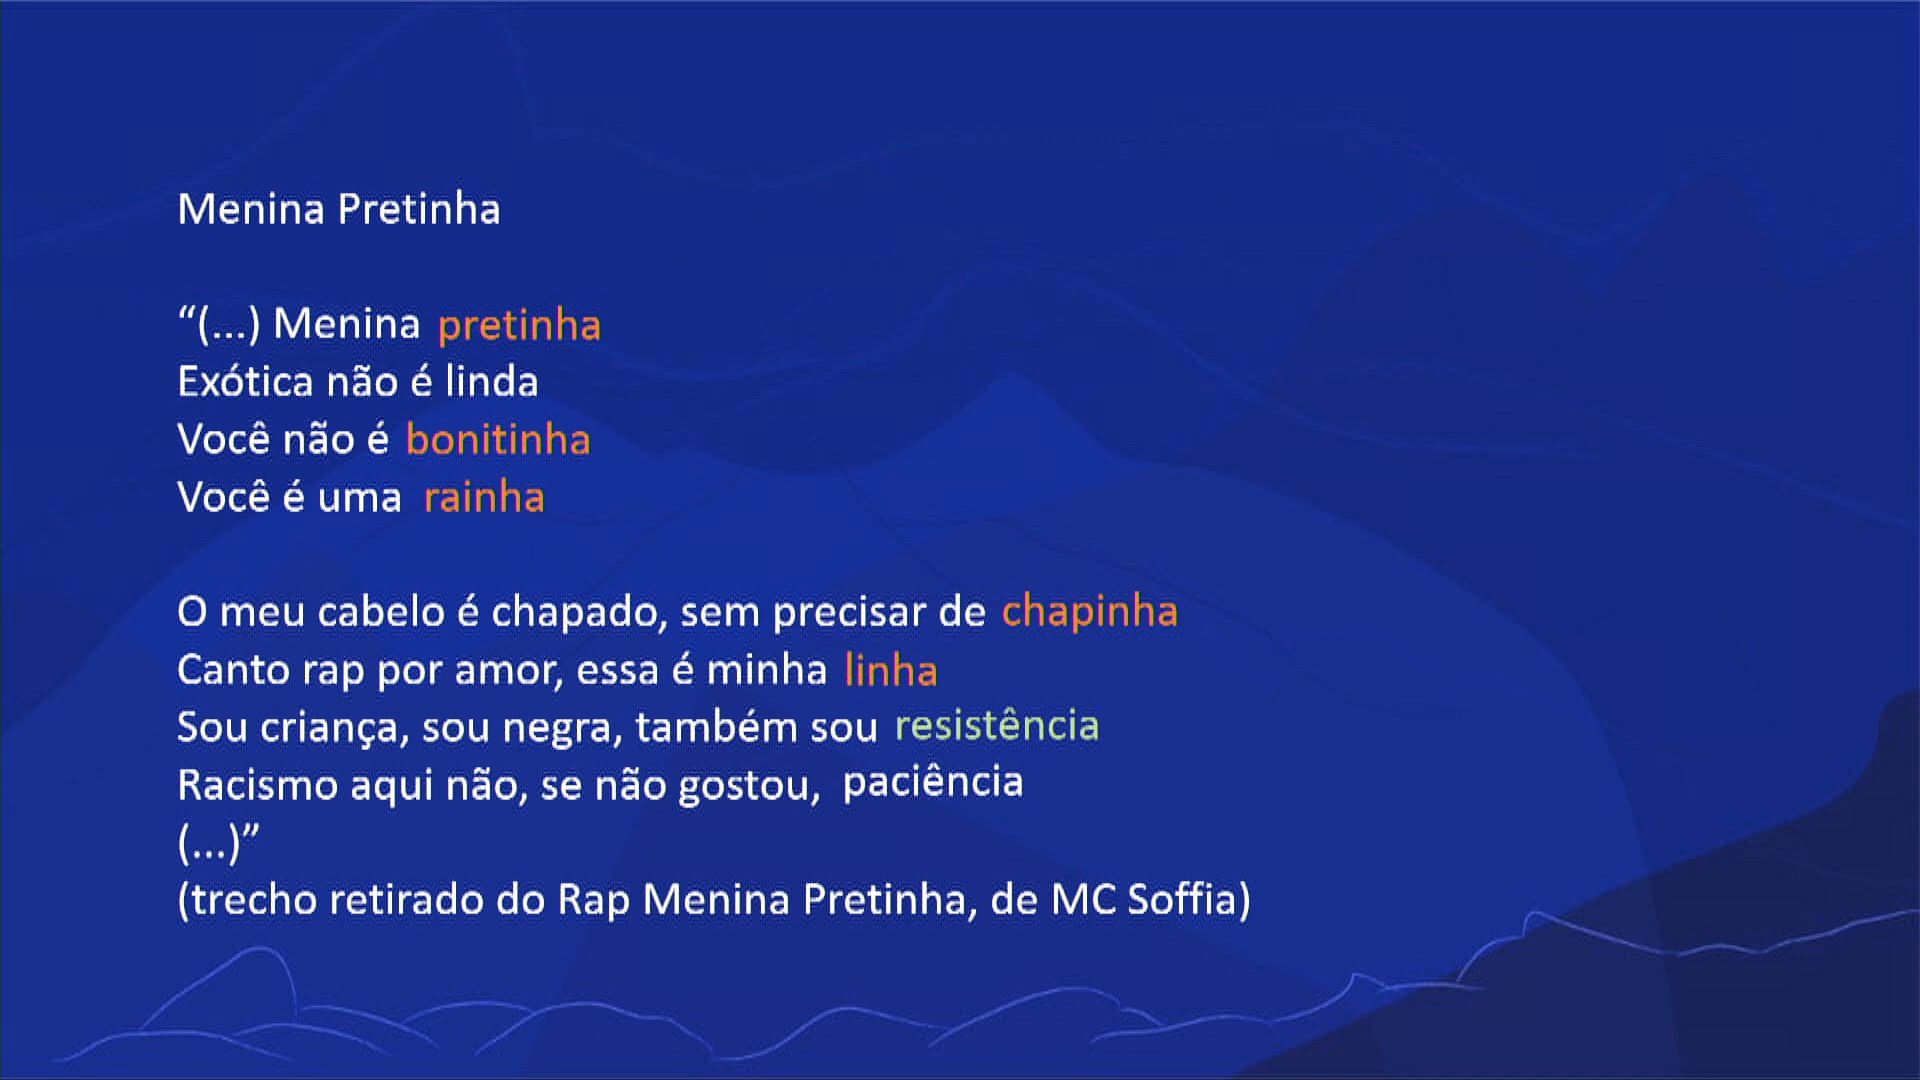 Menina Pretinha
“(...) Menina pretinha
Exótica não é linda
Você não é bonitinha
Você é uma rainha
O meu cabelo é chapado, sem precisar de chapinha
Canto rap por amor, essa é minha linha
Sou criança, sou negra, também sou resistência
Racismo aqui não, se não gostou, paciência
(...)”
(trecho retirado do Rap Menina Pretinha, de MC Soffia)